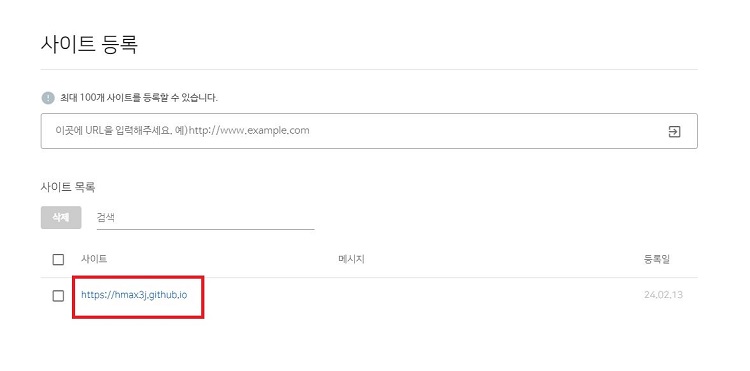 사이트 등록
최대 100개 사이트를 등록할 수 있습니다.
이곳에 URL을 입력해주세요. 예)http://www.example.com
사이트 목록
삭제 검색
사이트 메시지 등록일
https://hmax3j.github.io 24.02.13